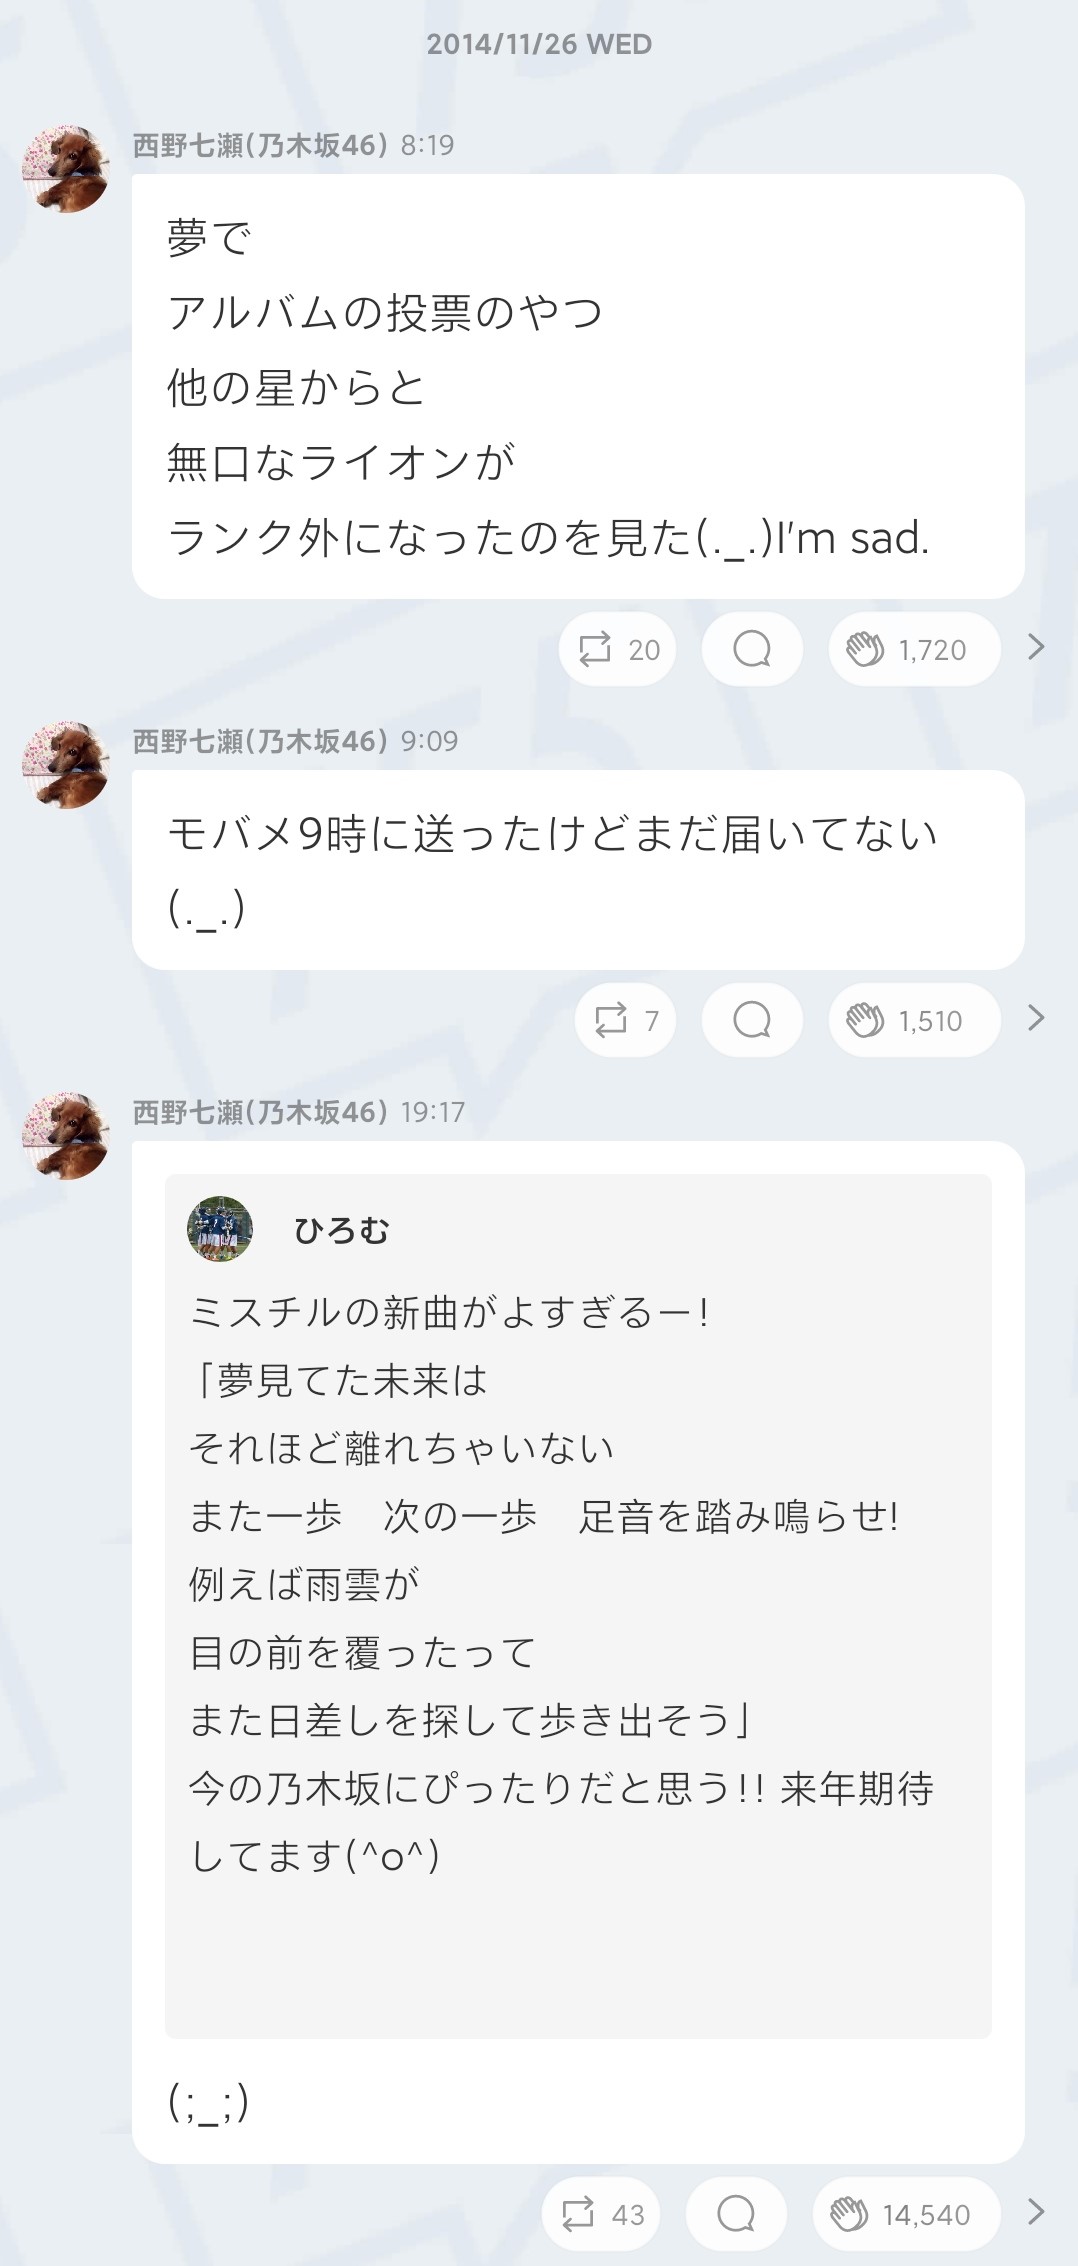 2014/11/26 WED
西野七瀬(乃木坂46) 8:19
夢で
アルバムの投票のやつ
他の星からと
無口なライオンが
ランク外になったのを見た(._.)I'm sad.
20 1,720
西野七瀬(乃木坂46) 9:09
モバメ9時に送ったけどまだ届いてない
(._.)
7 1,510
西野七瀬(乃木坂46) 19:17
ひろむ
ミスチルの新曲がよすぎるー!
「夢見てた未来は
それほど離れちゃいない
また一歩　次の一歩　足音を踏み鳴らせ!
例えば雨雲が
目の前を覆ったって
また日差しを探して歩き出そう」
今の乃木坂にぴったりだと思う!! 来年期待
してます(^o^)
(;_;)
43 14,540